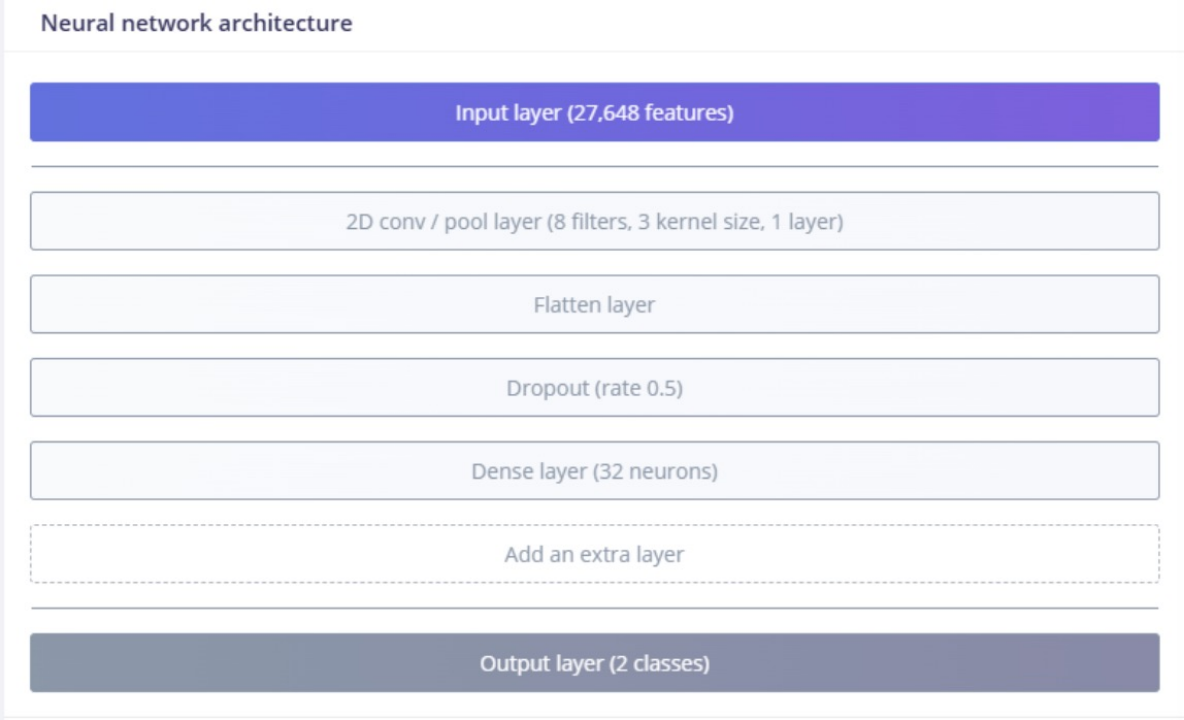 Neural network architecture
Input layer (27,648 features)
2D conv / pool layer (8 filters, 3 kernel size, 1 layer)
Flatten layer
Dropout (rate 0.5)
Dense layer (32 neurons)
Add an extra layer
Output layer (2 classes)